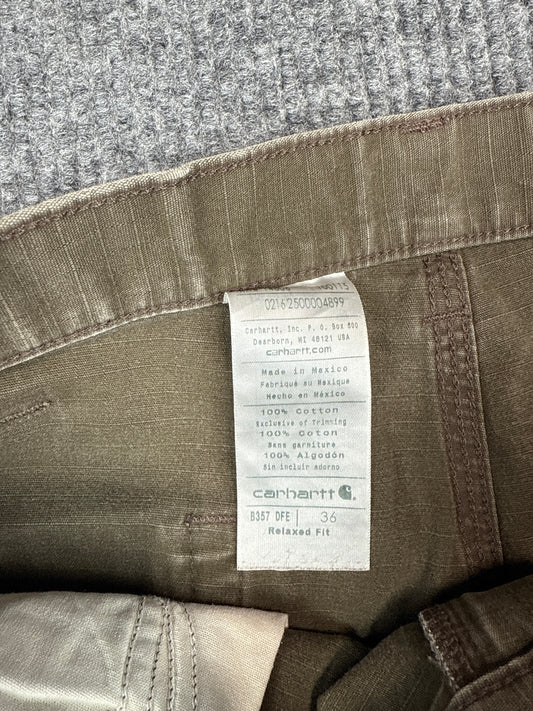 02162500004899
Carhartt, Inc. P. O. Box 600
Dearborn, MI 48121 USA
carhartt.com
Made in Mexico
Fabriqué au Mexique
Hecho en México
100% Cotton
Exclusive of Trimming
100% Coton
Sans garniture
100% Algodón
Sin incluir adorno
carhartt
B357 DFE 36
Relaxed Fit